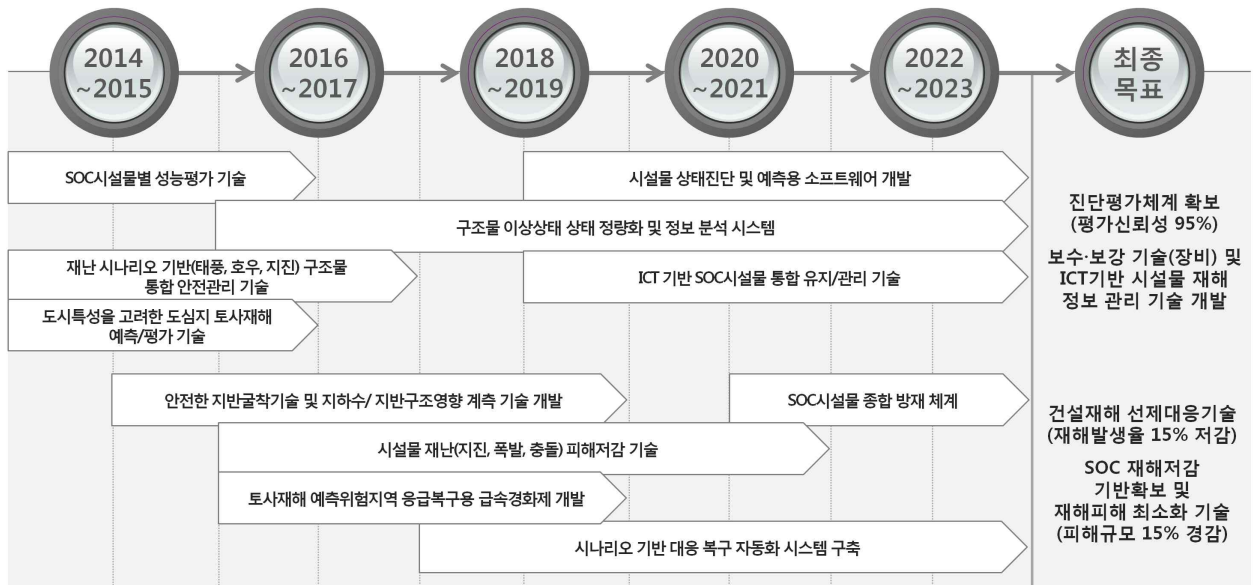 2014
~2015
2016
~2017
2018
~2019
2020
~2021
2022
~2023
최종
목표
SOC시설물별 성능평가 기술
시설물 상태진단 및 예측용 소프트웨어 개발
구조물 이상상태 상태 정량화 및 정보 분석 시스템
재난 시나리오 기반(태풍, 호우, 지진) 구조물
통합 안전관리 기술
ICT 기반 SOC시설물 통합 유지/관리 기술
도시특성을 고려한 도심지 토사재해
예측/평가 기술
진단평가체계 확보
(평가신뢰성 95%)
보수·보강 기술(장비) 및
ICT기반 시설물 재해
정보 관리 기술 개발
안전한 지반굴착기술 및 지하수/ 지반구조영향 계측 기술 개발
SOC시설물 종합 방재 체계
시설물 재난(지진, 폭발, 충돌) 피해저감 기술
토사재해 예측위험지역 응급복구용 급속경화제 개발
시나리오 기반 대응 복구 자동화 시스템 구축
건설재해 선제대응기술
(재해발생율 15% 저감)
SOC 재해저감
기반확보 및
재해피해 최소화 기술
(피해규모 15% 경감)